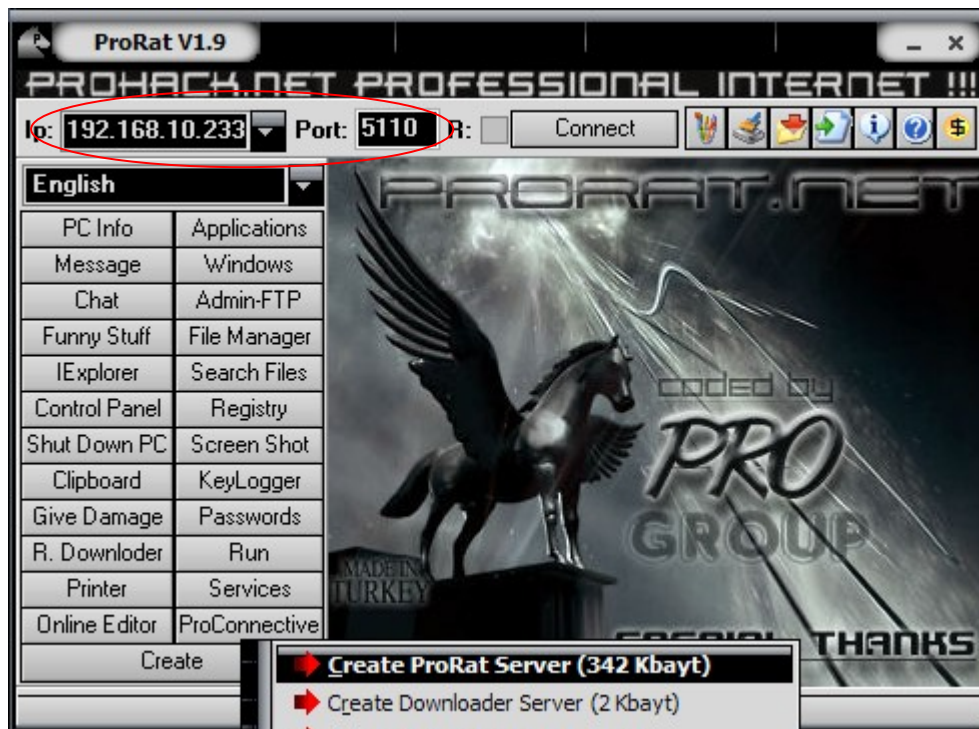 ProRat V1.9
PROHACK.NET PROFESSIONAL INTERNET !!!
Ip: 192.168.10.233 Port: 5110 R: Connect
English
PRORAT.NET
PC Info Applications
Message Windows
Chat Admin-FTP
Funny Stuff File Manager
IExplorer Search Files
coded by
Control Panel Registry
PRO
Shut Down PC Screen Shot
Clipboard KeyLogger
Give Damage Passwords
GROUP
R. Downloder Run
MADE IN
Printer Services
TURKEY
Online Editor ProConnective
THANKS
Create
Create ProRat Server (342 Kbayt)
Create Downloader Server (2 Kbayt)